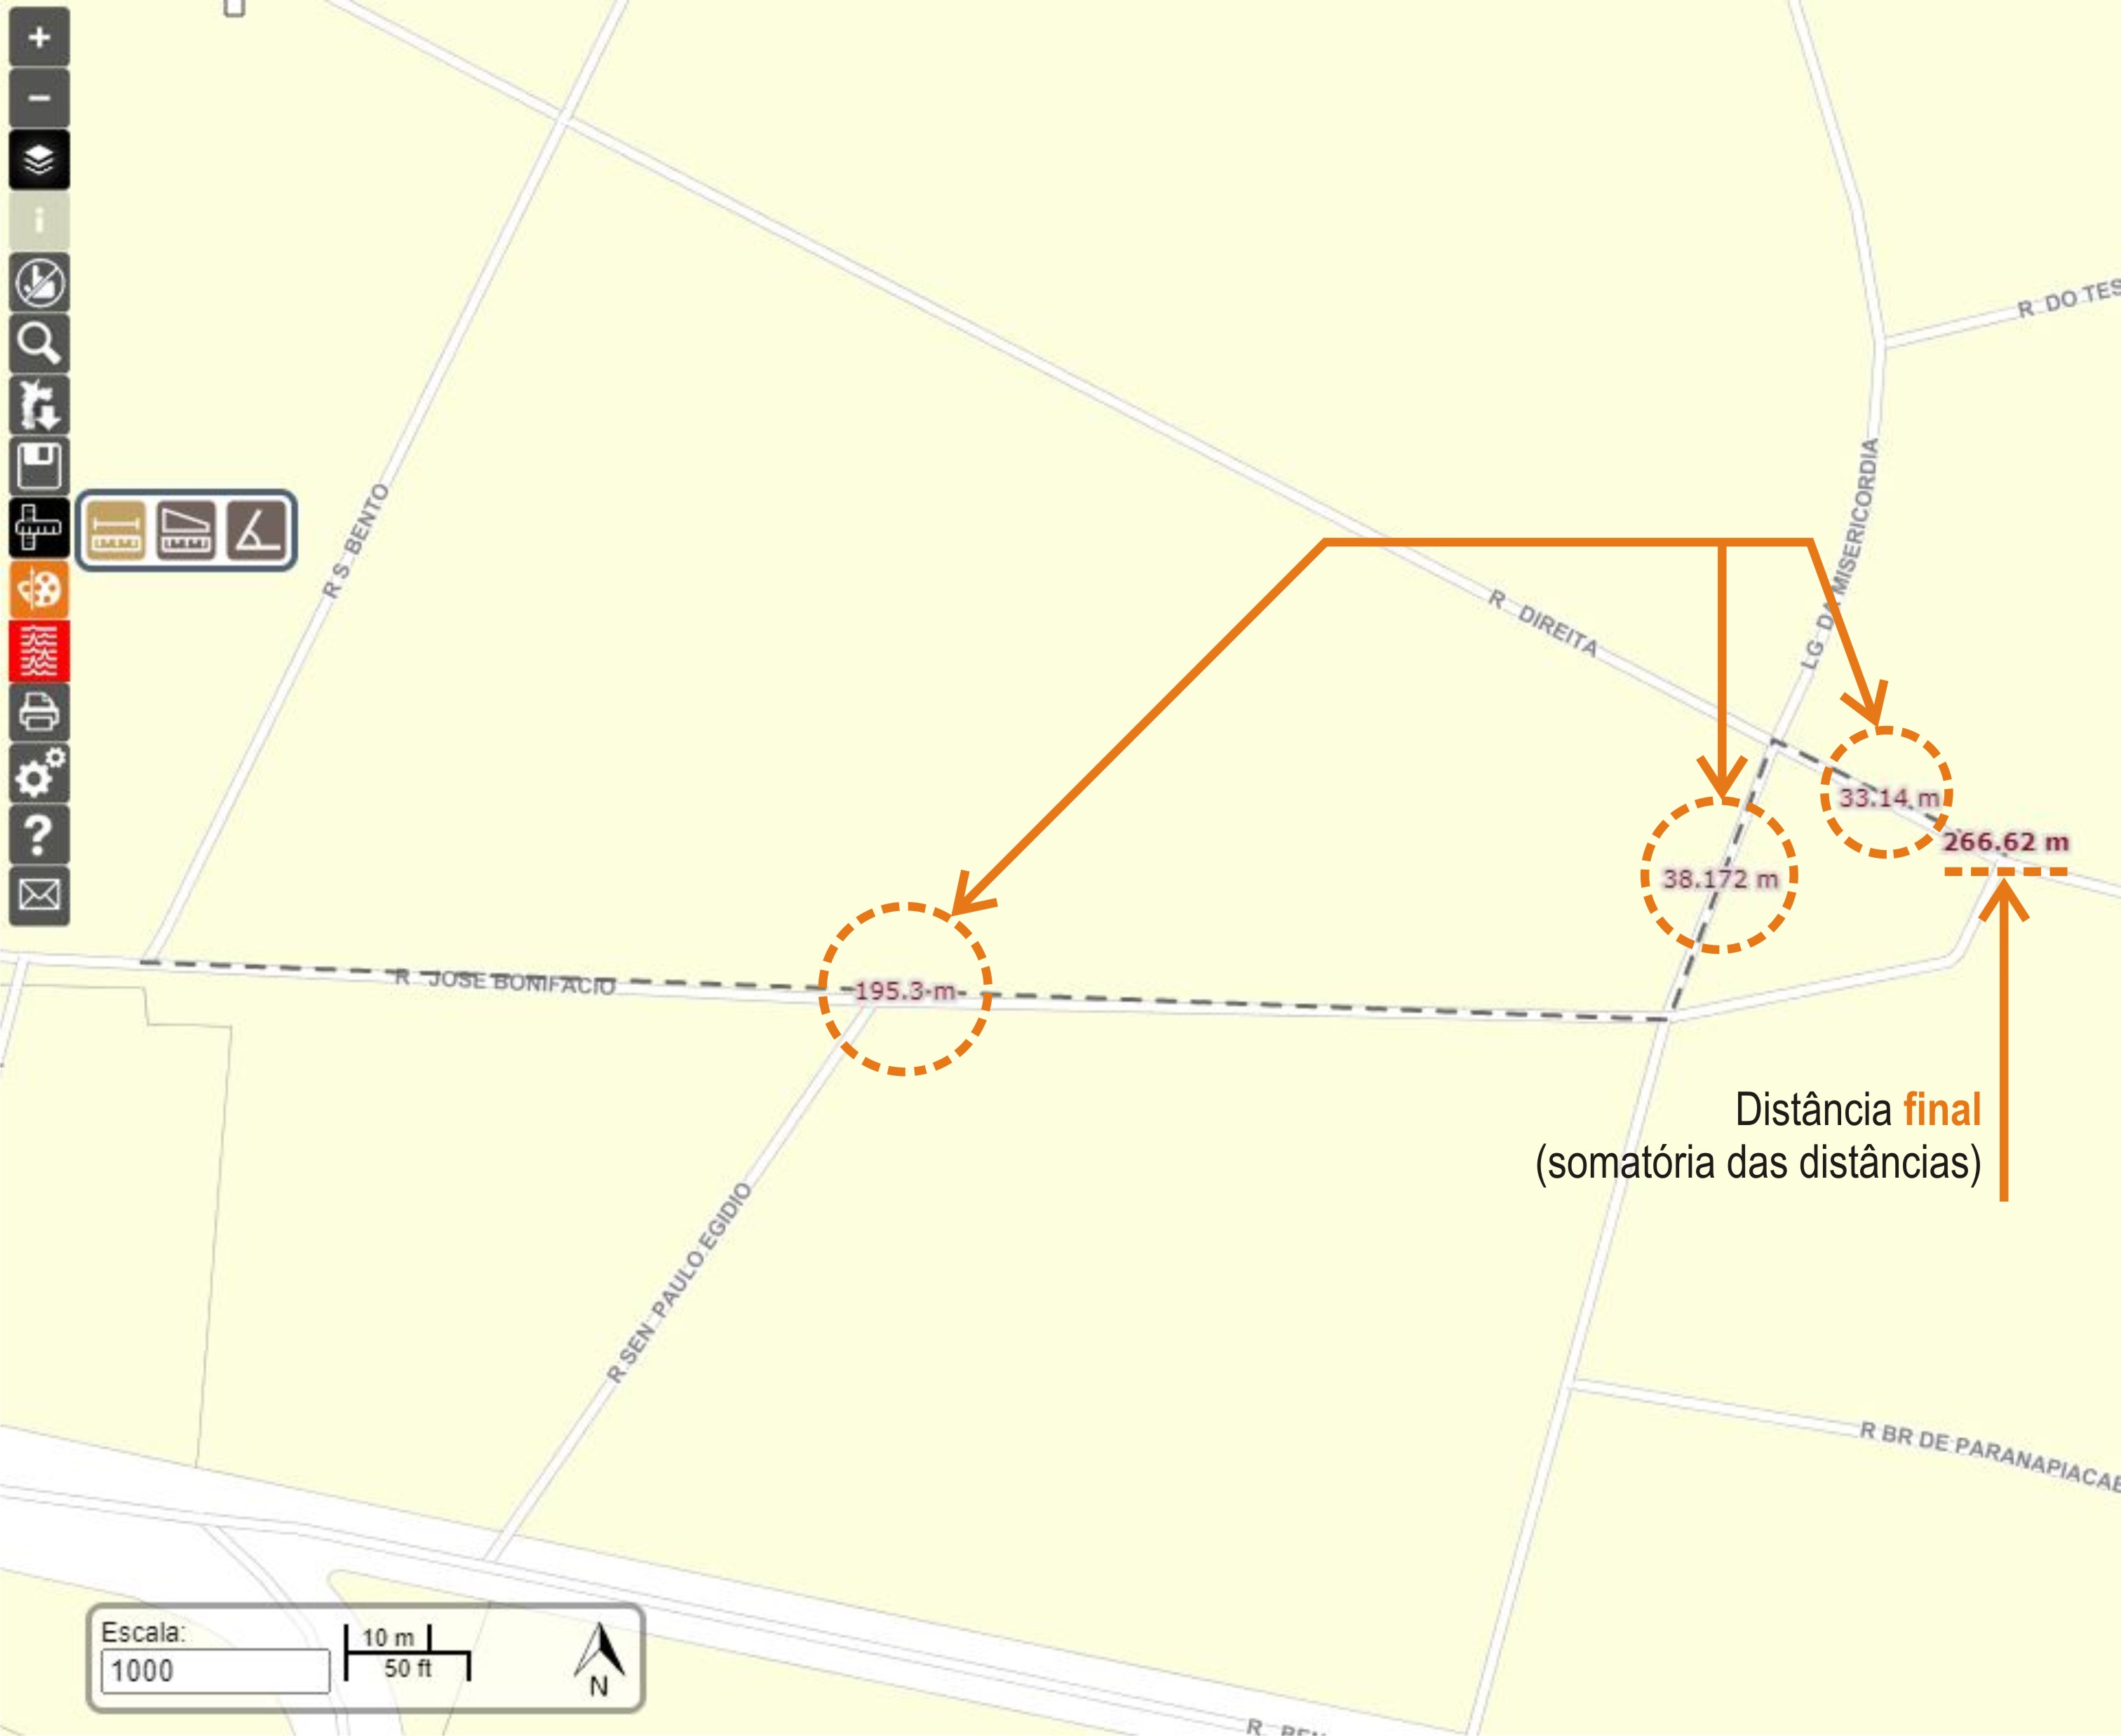 R DO TES
R S BENTO
LG DA MISERICORDIA
R DIREITA
33.14 m
266.62 m
38.172 m
R JOSE BONIFACIO
195.3 m
Distância final
(somatória das distâncias)
R SEN PAULO EGIDIO
R BR DE PARANAPIACAB
Escala:
1000
10 m
50 ft
N